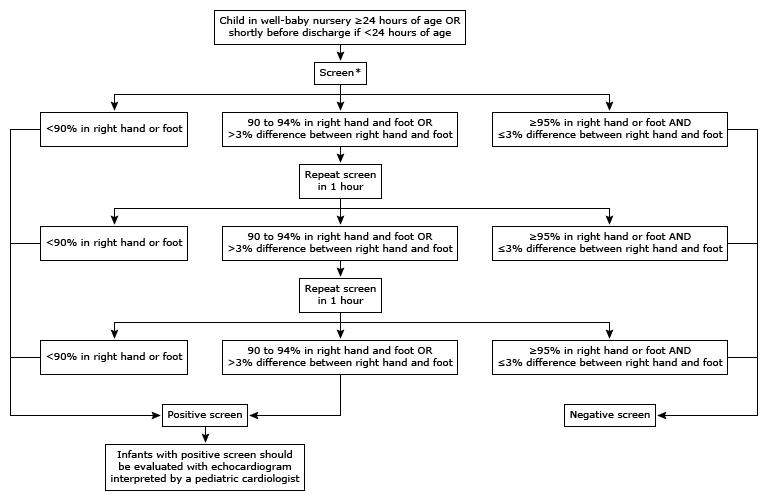 Child in well-baby nursery ≥24 hours of age OR
shortly before discharge if <24 hours of age
Screen*
<90% in right hand or foot
90 to 94% in right hand and foot OR
>3% difference between right hand and foot
≥95% in right hand or foot AND
≤3% difference between right hand and foot
Repeat screen
in 1 hour
<90% in right hand or foot
90 to 94% in right hand and foot OR
>3% difference between right hand and foot
≥95% in right hand or foot AND
≤3% difference between right hand and foot
Repeat screen
in 1 hour
<90% in right hand or foot
90 to 94% in right hand and foot OR
>3% difference between right hand and foot
≥95% in right hand or foot AND
≤3% difference between right hand and foot
Positive screen
Negative screen
Infants with positive screen should
be evaluated with echocardiogram
interpreted by a pediatric cardiologist